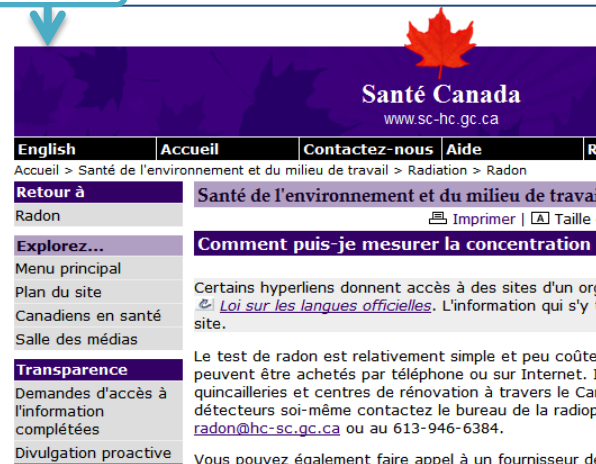 Santé Canada
www.sc-hc.gc.ca
English Accueil Contactez-nous Aide
Accueil > Santé de l'environnement et du milieu de travail > Radiation > Radon
Retour à
Radon
Explorez...
Menu principal
Plan du site
Canadiens en santé
Salle des médias
Transparence
Demandes d'accès à
l'information
complétées
Divulgation proactive
Santé de l'environnement et du milieu de
Imprimer | A Taille
Comment puis-je mesurer la concentration
Certains hyperliens donnent accès à des sites d'un
Loi sur les langues officielles. L'information qui s'y
site.
Le test de radon est relativement simple et peu
peuvent être achetés par téléphone ou sur Internet.
quincailleries et centres de rénovation à travers le
détecteurs soi-même contactez le bureau de la
radon@hc-sc.gc.ca ou au 613-946-6384.
Vous pouvez également faire appel à un fournisseur